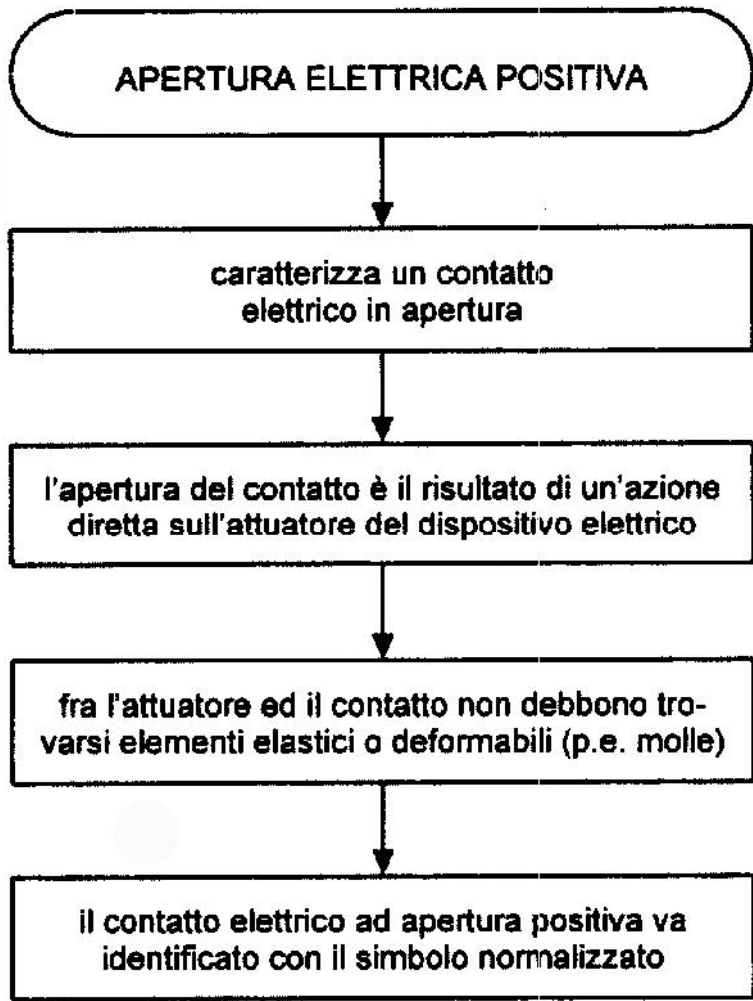 APERTURA ELETTRICA POSITIVA
caratterizza un contatto
elettrico in apertura
l'apertura del contatto è il risultato di un'azione
diretta sull'attuatore del dispositivo elettrico
fra l'attuatore ed il contatto non debbono tro-
varsi elementi elastici o deformabili (p.e. molle)
il contatto elettrico ad apertura positiva va
identificato con il simbolo normalizzato